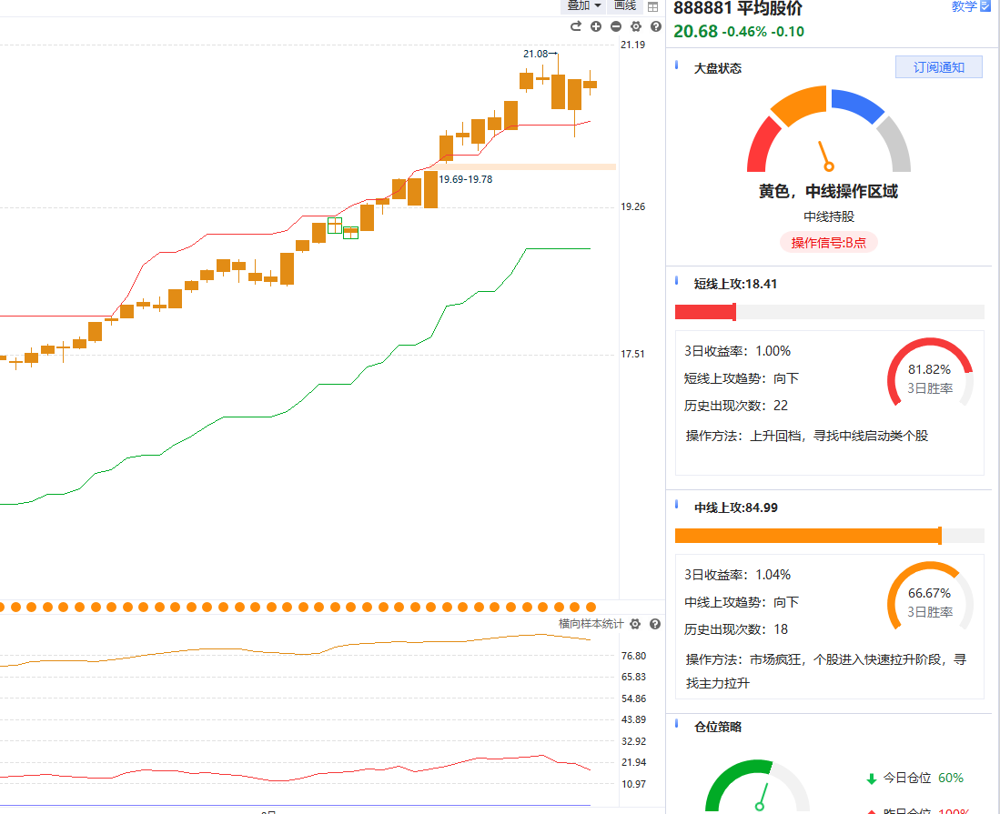 叠加 画线
888881 平均股价
教学
20.68 -0.46% -0.10
21.19
21.08
大盘状态
订阅通知
19.69-19.78
19.26
黄色，中线操作区域
中线持股
操作信号:B点
短线上攻:18.41
17.51
3日收益率：1.00%
短线上攻趋势：向下
历史出现次数：22
81.82%
3日胜率
操作方法：上升回档，寻找中线启动类个股
中线上攻:84.99
3日收益率：1.04%
中线上攻趋势：向下
历史出现次数：18
66.67%
3日胜率
操作方法：市场疯狂，个股进入快速拉升阶段，寻
找主力拉升
横向样本统计
76.80
65.83
54.86
43.89
32.92
21.94
10.97
仓位策略
今日仓位 60%
昨日仓位 100%